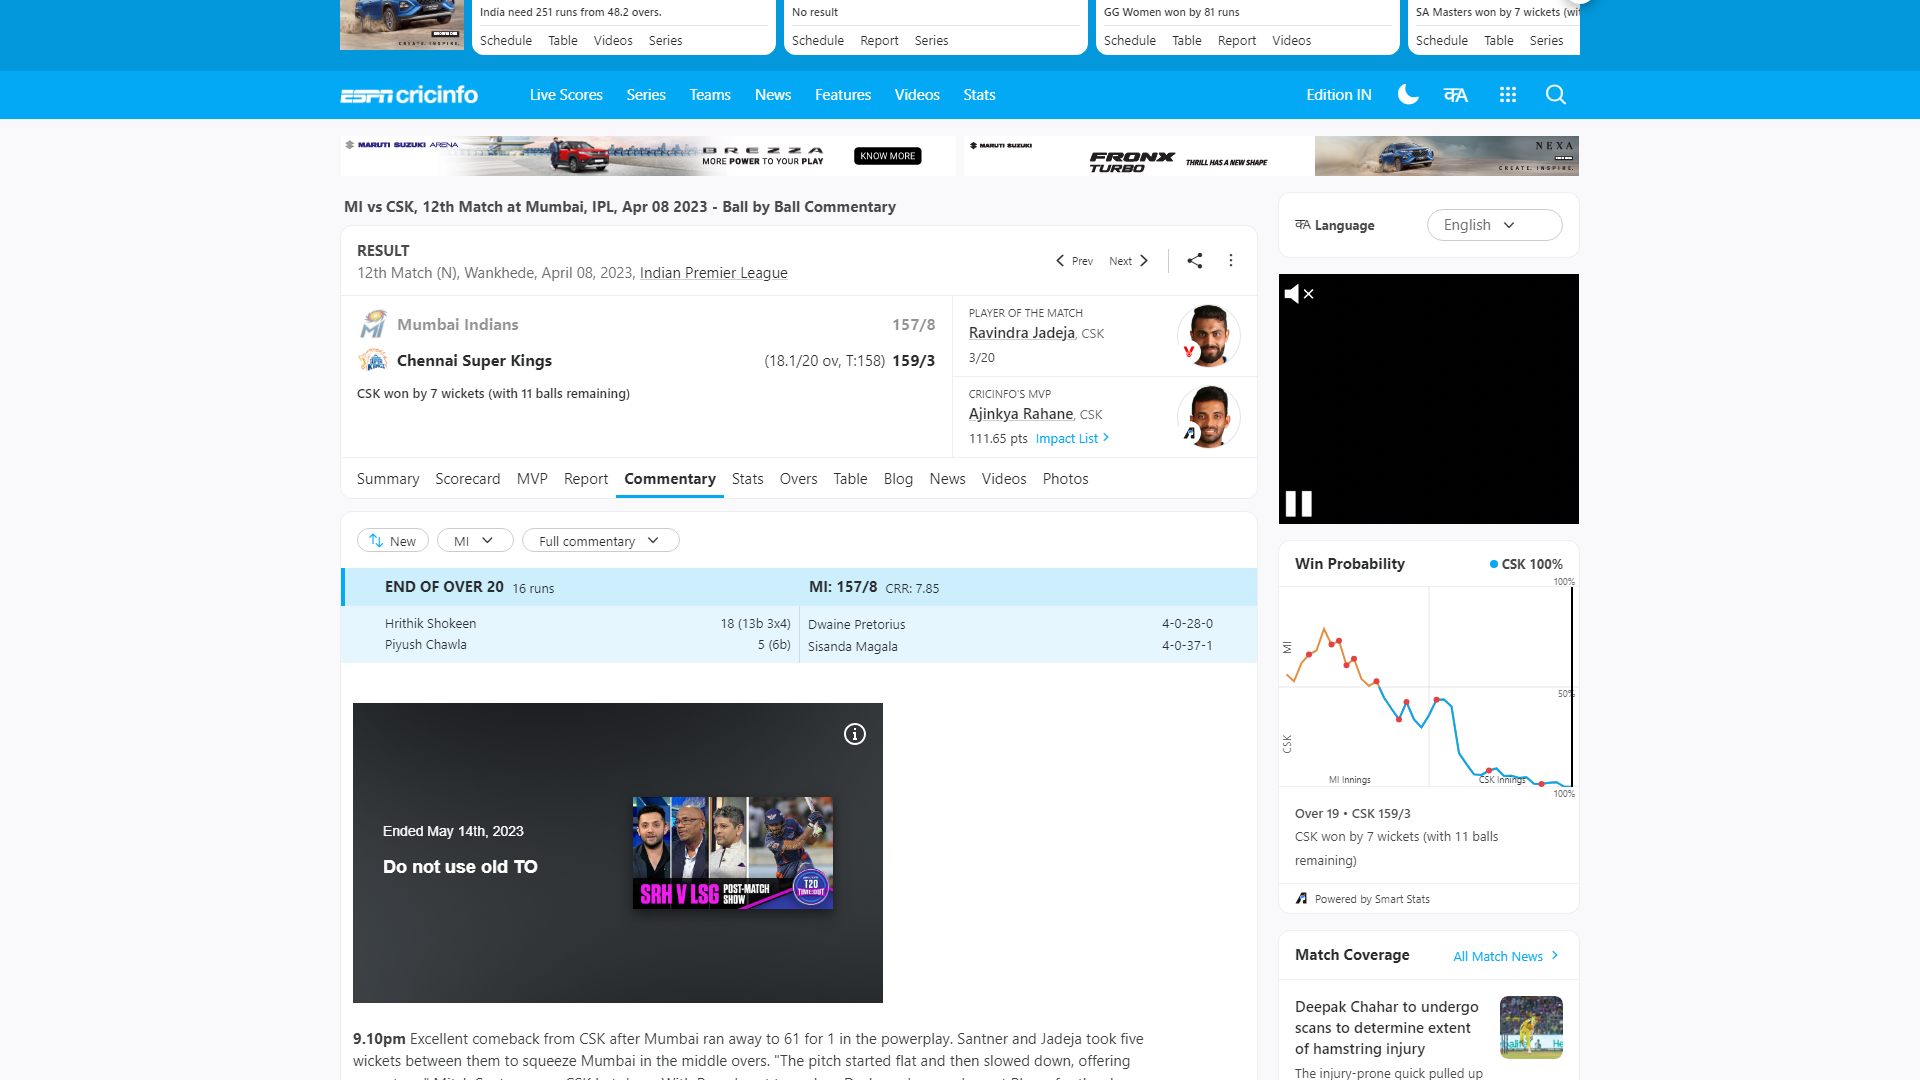 India need 251 runs from 48.2 overs.
Schedule Table Videos Series
No result
Schedule Report Series
GG Women won by 81 runs
Schedule Table Report Videos
SA Masters won by 7 wickets
Schedule Table Series
CREATE. INSPIRE.
ESPN cricinfo
Live Scores Series Teams News Features Videos Stats
Edition IN
MARUTI SUZUKI ARENA
BREZZA
MORE POWER TO YOUR PLAY
KNOW MORE
MARUTI SUZUKI
FRONX
TURBO
THRILL HAS A NEW SHAPE
NEXA
CREATE. INSPIRE.
MI vs CSK, 12th Match at Mumbai, IPL, Apr 08 2023 - Ball by Ball Commentary
RESULT
12th Match (N), Wankhede, April 08, 2023, Indian Premier League
Prev Next
Mumbai Indians 157/8
Chennai Super Kings (18.1/20 ov, T:158) 159/3
CSK won by 7 wickets (with 11 balls remaining)
PLAYER OF THE MATCH
Ravindra Jadeja, CSK
3/20
CRICINFO'S MVP
Ajinkya Rahane, CSK
111.65 pts Impact List
Summary Scorecard MVP Report Commentary Stats Overs Table Blog News Videos Photos
New MI Full commentary
END OF OVER 20 16 runs MI: 157/8 CRR: 7.85
Hrithik Shokeen 18 (13b 3x4)
Piyush Chawla 5 (6b)
Dwaine Pretorius 4-0-28-0
Sisanda Magala 4-0-37-1
Ended May 14th, 2023
Do not use old TO
SRH V LSG POST-MATCH SHOW
T20 TIME:OUT
9.10pm Excellent comeback from CSK after Mumbai ran away to 61 for 1 in the powerplay. Santner and Jadeja took five
wickets between them to squeeze Mumbai in the middle overs. "The pitch started flat and then slowed down, offering
Language English
Win Probability CSK 100%
100%
MI
50%
CSK
MI Innings CSK Innings
100%
Over 19 • CSK 159/3
CSK won by 7 wickets (with 11 balls
remaining)
Powered by Smart Stats
Match Coverage All Match News
Deepak Chahar to undergo
scans to determine extent
of hamstring injury
The injury-prone quick pulled up